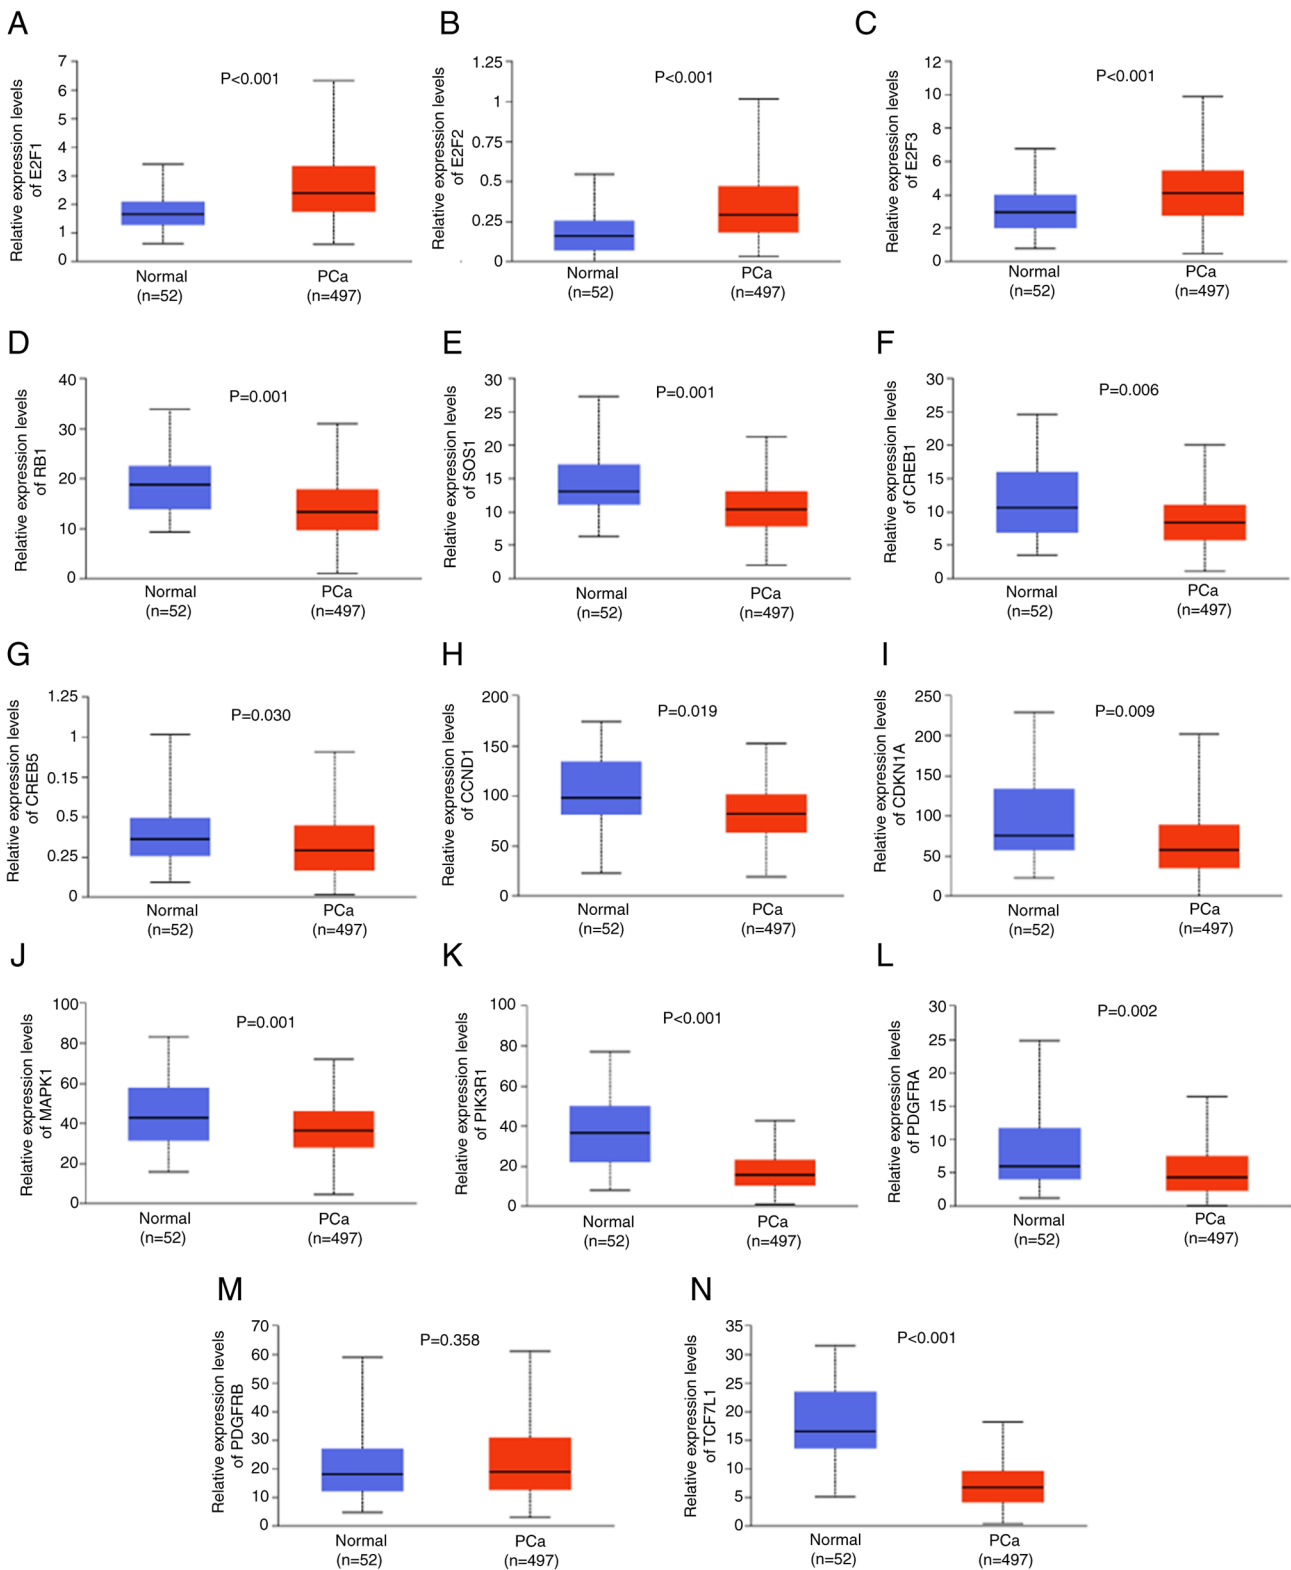 A
Relative expression levels
of E2F1
7
6
5
4
3
2
1
0
P<0.001
Normal
(n=52)
PCa
(n=497)
B
Relative expression levels
of E2F2
1.25
1
0.75
0.5
0.25
0
P<0.001
Normal
(n=52)
PCa
(n=497)
C
Relative expression levels
of E2F3
12
10
8
6
4
2
0
P<0.001
Normal
(n=52)
PCa
(n=497)
D
Relative expression levels
of RB1
40
30
20
10
0
P=0.001
Normal
(n=52)
PCa
(n=497)
E
Relative expression levels
of SOS1
30
25
20
15
10
5
0
P=0.001
Normal
(n=52)
PCa
(n=497)
F
Relative expression levels
of CREB1
30
25
20
15
10
5
0
P=0.006
Normal
(n=52)
PCa
(n=497)
G
Relative expression levels
of CREB5
1.25
1
0.15
0.5
0.25
0
P=0.030
Normal
(n=52)
PCa
(n=497)
H
Relative expression levels
of CCND1
200
150
100
50
0
P=0.019
Normal
(n=52)
PCa
(n=497)
I
Relative expression levels
of CDKN1A
250
200
150
100
50
0
P=0.009
Normal
(n=52)
PCa
(n=497)
J
Relative expression levels
of MAPK1
100
80
60
40
20
0
P=0.001
Normal
(n=52)
PCa
(n=497)
K
Relative expression levels
of PIK3R1
100
80
60
40
20
0
P<0.001
Normal
(n=52)
PCa
(n=497)
L
Relative expression levels
of PDGFRA
30
25
20
15
10
5
0
P=0.002
Normal
(n=52)
PCa
(n=497)
M
Relative expression levels
of PDGFRB
70
60
50
40
30
20
10
0
P=0.358
Normal
(n=52)
PCa
(n=497)
N
Relative expression levels
of TCF7L1
35
30
25
20
15
10
5
0
P<0.001
Normal
(n=52)
PCa
(n=497)